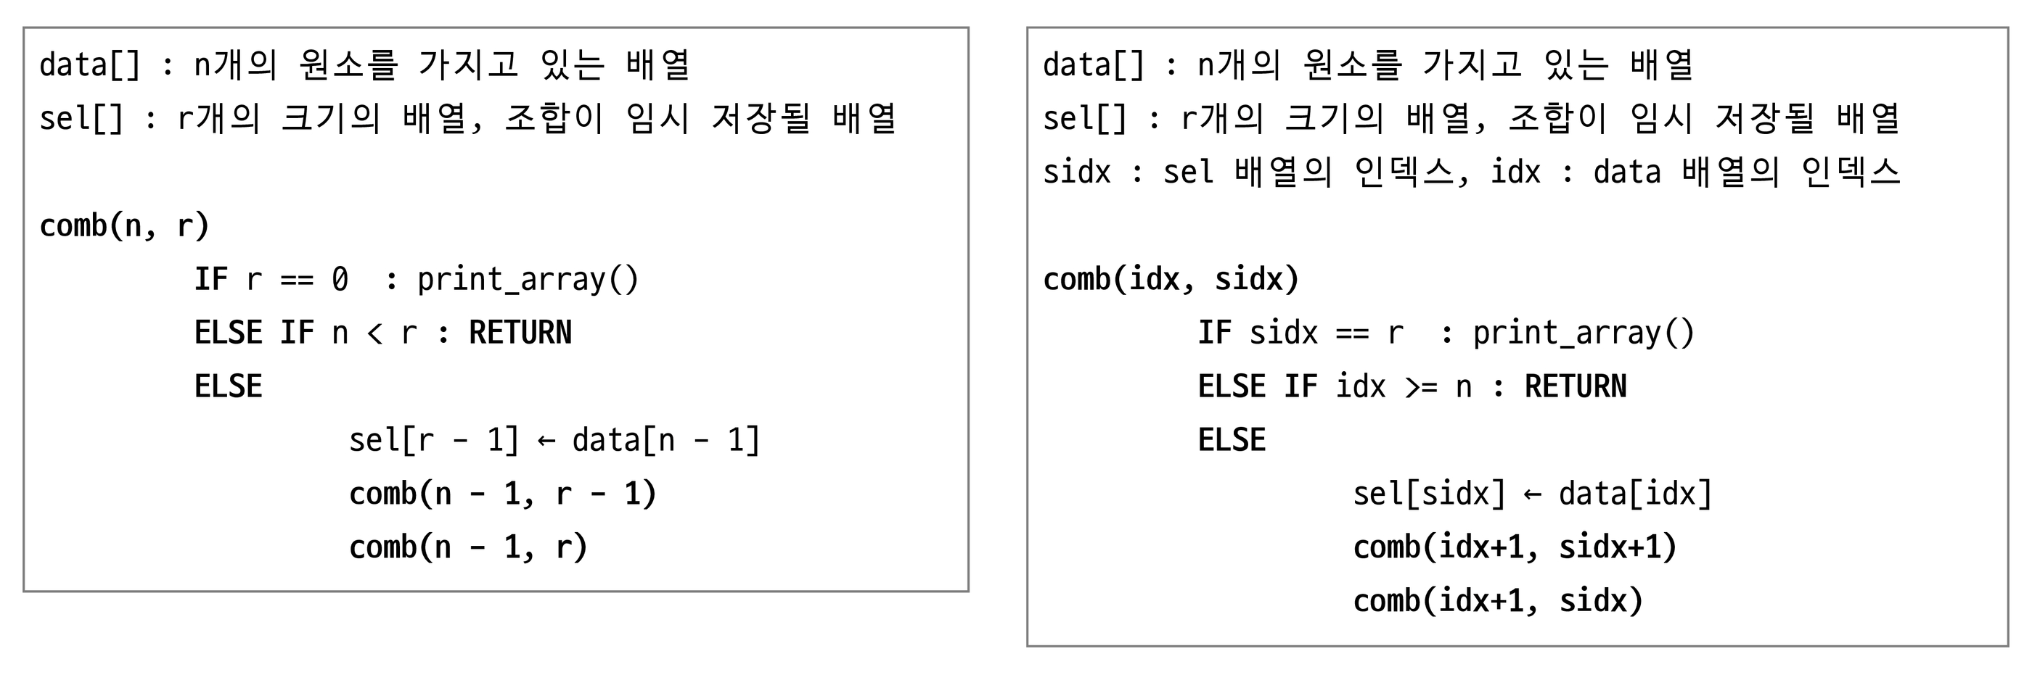 data[] : n개의 원소를 가지고 있는 배열
sel[] : r개의 크기의 배열, 조합이 임시 저장될 배열
comb(n, r)
IF r == 0  : print_array()
ELSE IF n < r : RETURN
ELSE
sel[r - 1] ← data[n - 1]
comb(n - 1, r - 1)
comb(n - 1, r)
data[] : n개의 원소를 가지고 있는 배열
sel[] : r개의 크기의 배열, 조합이 임시 저장될 배열
sidx : sel 배열의 인덱스, idx : data 배열의 인덱스
comb(idx, sidx)
IF sidx == r  : print_array()
ELSE IF idx >= n : RETURN
ELSE
sel[sidx] ← data[idx]
comb(idx+1, sidx+1)
comb(idx+1, sidx)